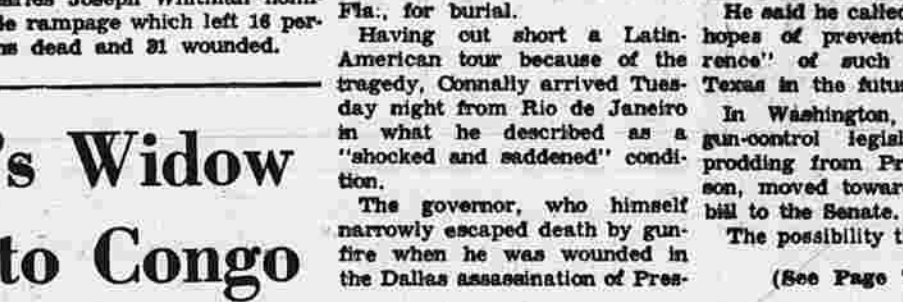 Joseph Whitman
rampage which left 16 per-
dead and 31 wounded.
's Widow
to Congo
Fla., for burial.
Having cut short a Latin-
American tour because of the
tragedy, Connally arrived Tues-
day night from Rio de Janeiro
in what he described as a
"shocked and saddened" condi-
tion.
The governor, who himself
narrowly escaped death by gun-
fire when he was wounded in
the Dallas assassination of Pres-
He said he called
hopes of prevent
rence" of such
Texas in the futu
In Washington,
gun-control legisl
prodding from Pr
son, moved towar
bill to the Senate.
The possibility t
(See Page